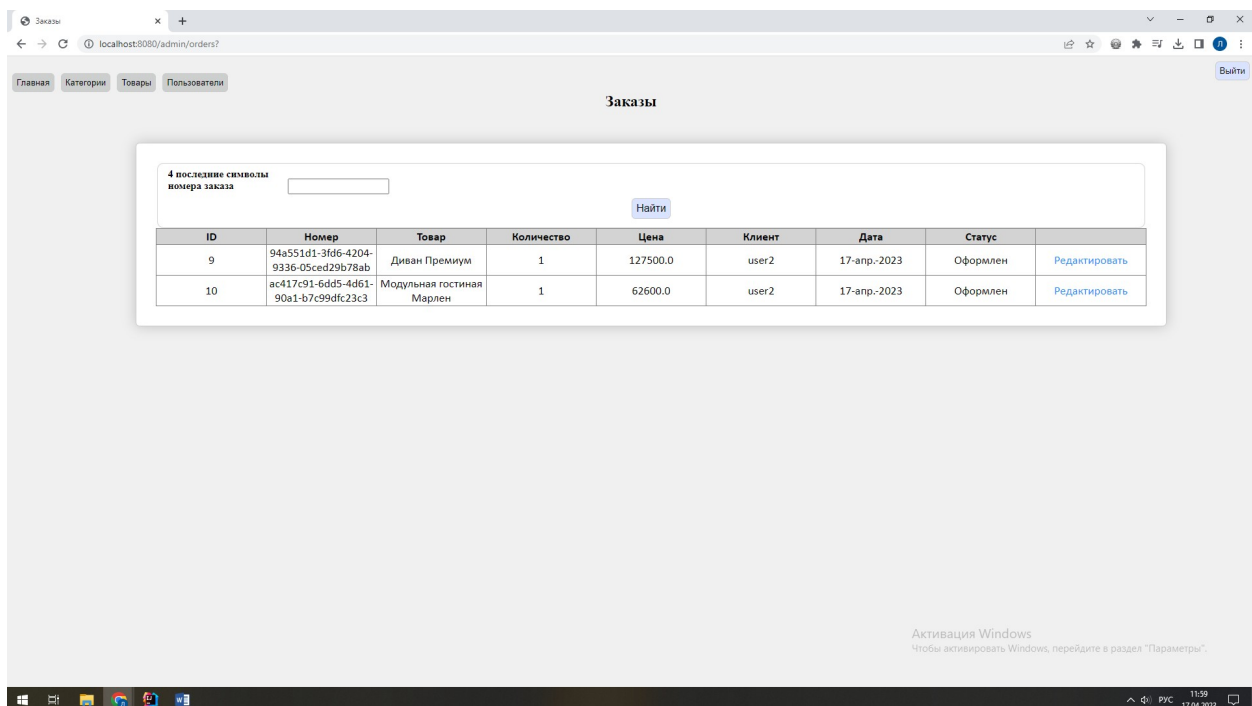 Заказы
localhost:8080/admin/orders?
Л
Выйти
Главная Категории Товары Пользователи
Заказы
4 последние символы
номера заказа
Найти
ID Номер Товар Количество Цена Клиент Дата Статус
9 94a551d1-3fd6-4204-9336-05ced29b78ab Диван Премиум 1 127500.0 user2 17-апр.-2023 Оформлен Редактировать
10 ac417c91-6dd5-4d61-90a1-b7c99dfc23c3 Модульная гостиная Марлен 1 62600.0 user2 17-апр.-2023 Оформлен Редактировать
Активация Windows
Чтобы активировать Windows, перейдите в раздел "Параметры".
РУС 11:59
17.04.2023